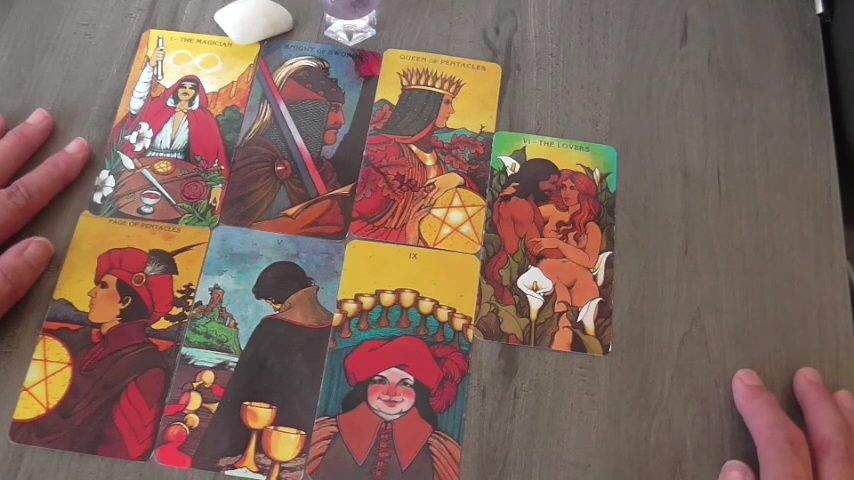 I - THE MAGICIAN
KNIGHT OF SWORDS
QUEEN OF PENTACLES
VI - THE LOVERS
PAGE OF PENTACLES
V
IX